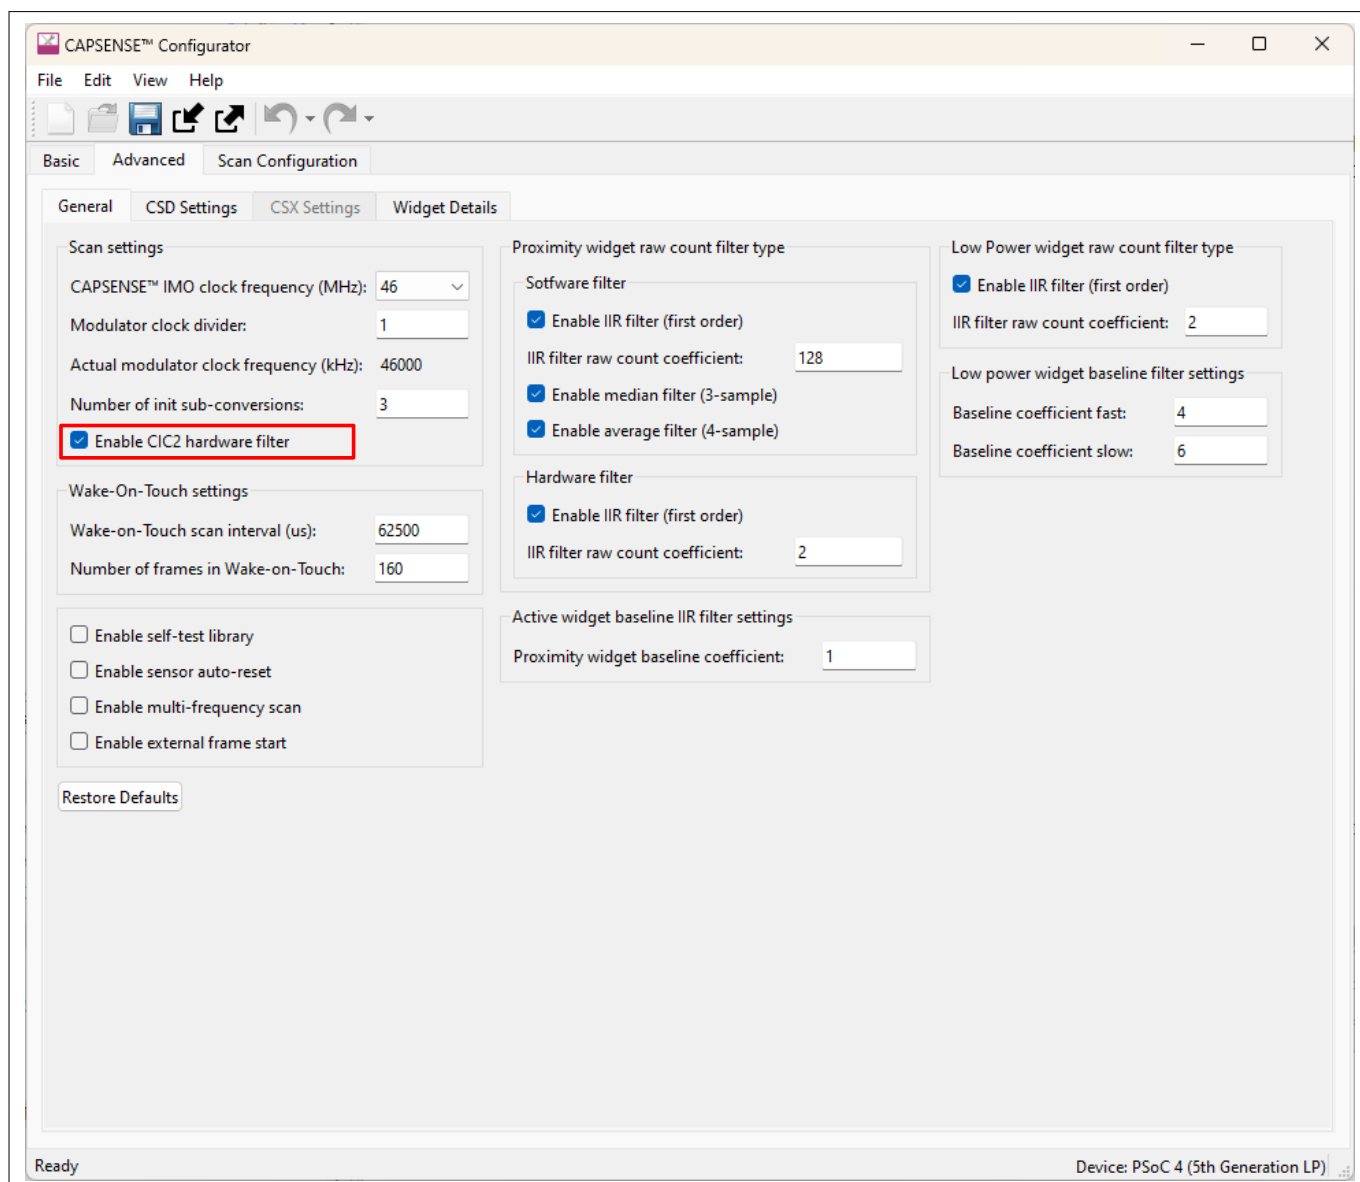 CAPSENSE™ Configurator
File Edit View Help
Basic Advanced Scan Configuration
General CSD Settings CSX Settings Widget Details
Scan settings
CAPSENSE™ IMO clock frequency (MHz): 46
Modulator clock divider: 1
Actual modulator clock frequency (kHz): 46000
Number of init sub-conversions: 3
Enable CIC2 hardware filter
Wake-On-Touch settings
Wake-on-Touch scan interval (us): 62500
Number of frames in Wake-on-Touch: 160
Enable self-test library
Enable sensor auto-reset
Enable multi-frequency scan
Enable external frame start
Restore Defaults
Proximity widget raw count filter type
Sotfware filter
Enable IIR filter (first order)
IIR filter raw count coefficient: 128
Enable median filter (3-sample)
Enable average filter (4-sample)
Hardware filter
Enable IIR filter (first order)
IIR filter raw count coefficient: 2
Active widget baseline IIR filter settings
Proximity widget baseline coefficient: 1
Low Power widget raw count filter type
Enable IIR filter (first order)
IIR filter raw count coefficient: 2
Low power widget baseline filter settings
Baseline coefficient fast: 4
Baseline coefficient slow: 6
Ready
Device: PSoC 4 (5th Generation LP)